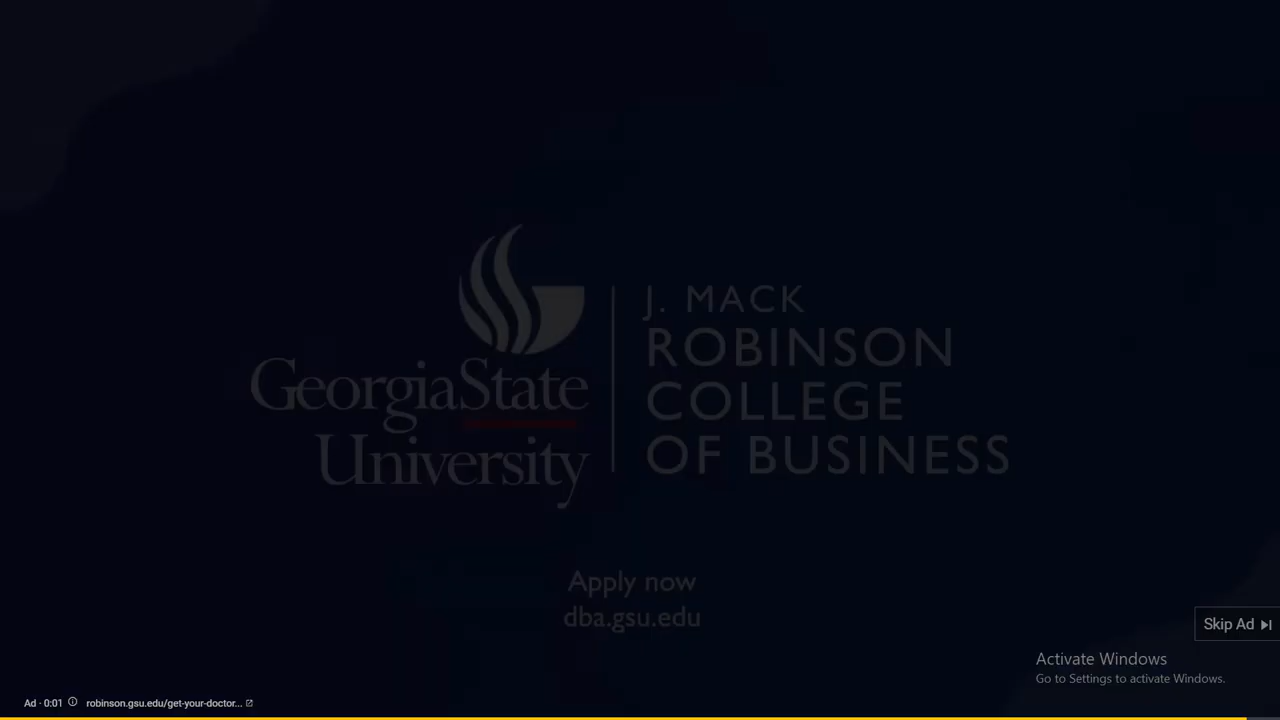 J. MACK
ROBINSON
COLLEGE
OF BUSINESS
GeorgiaState
University
Apply now
dba.gsu.edu
Skip Ad
Activate Windows
Go to Settings to activate Windows.
Ad · 0:01 robinson.gsu.edu/get-your-doctor...